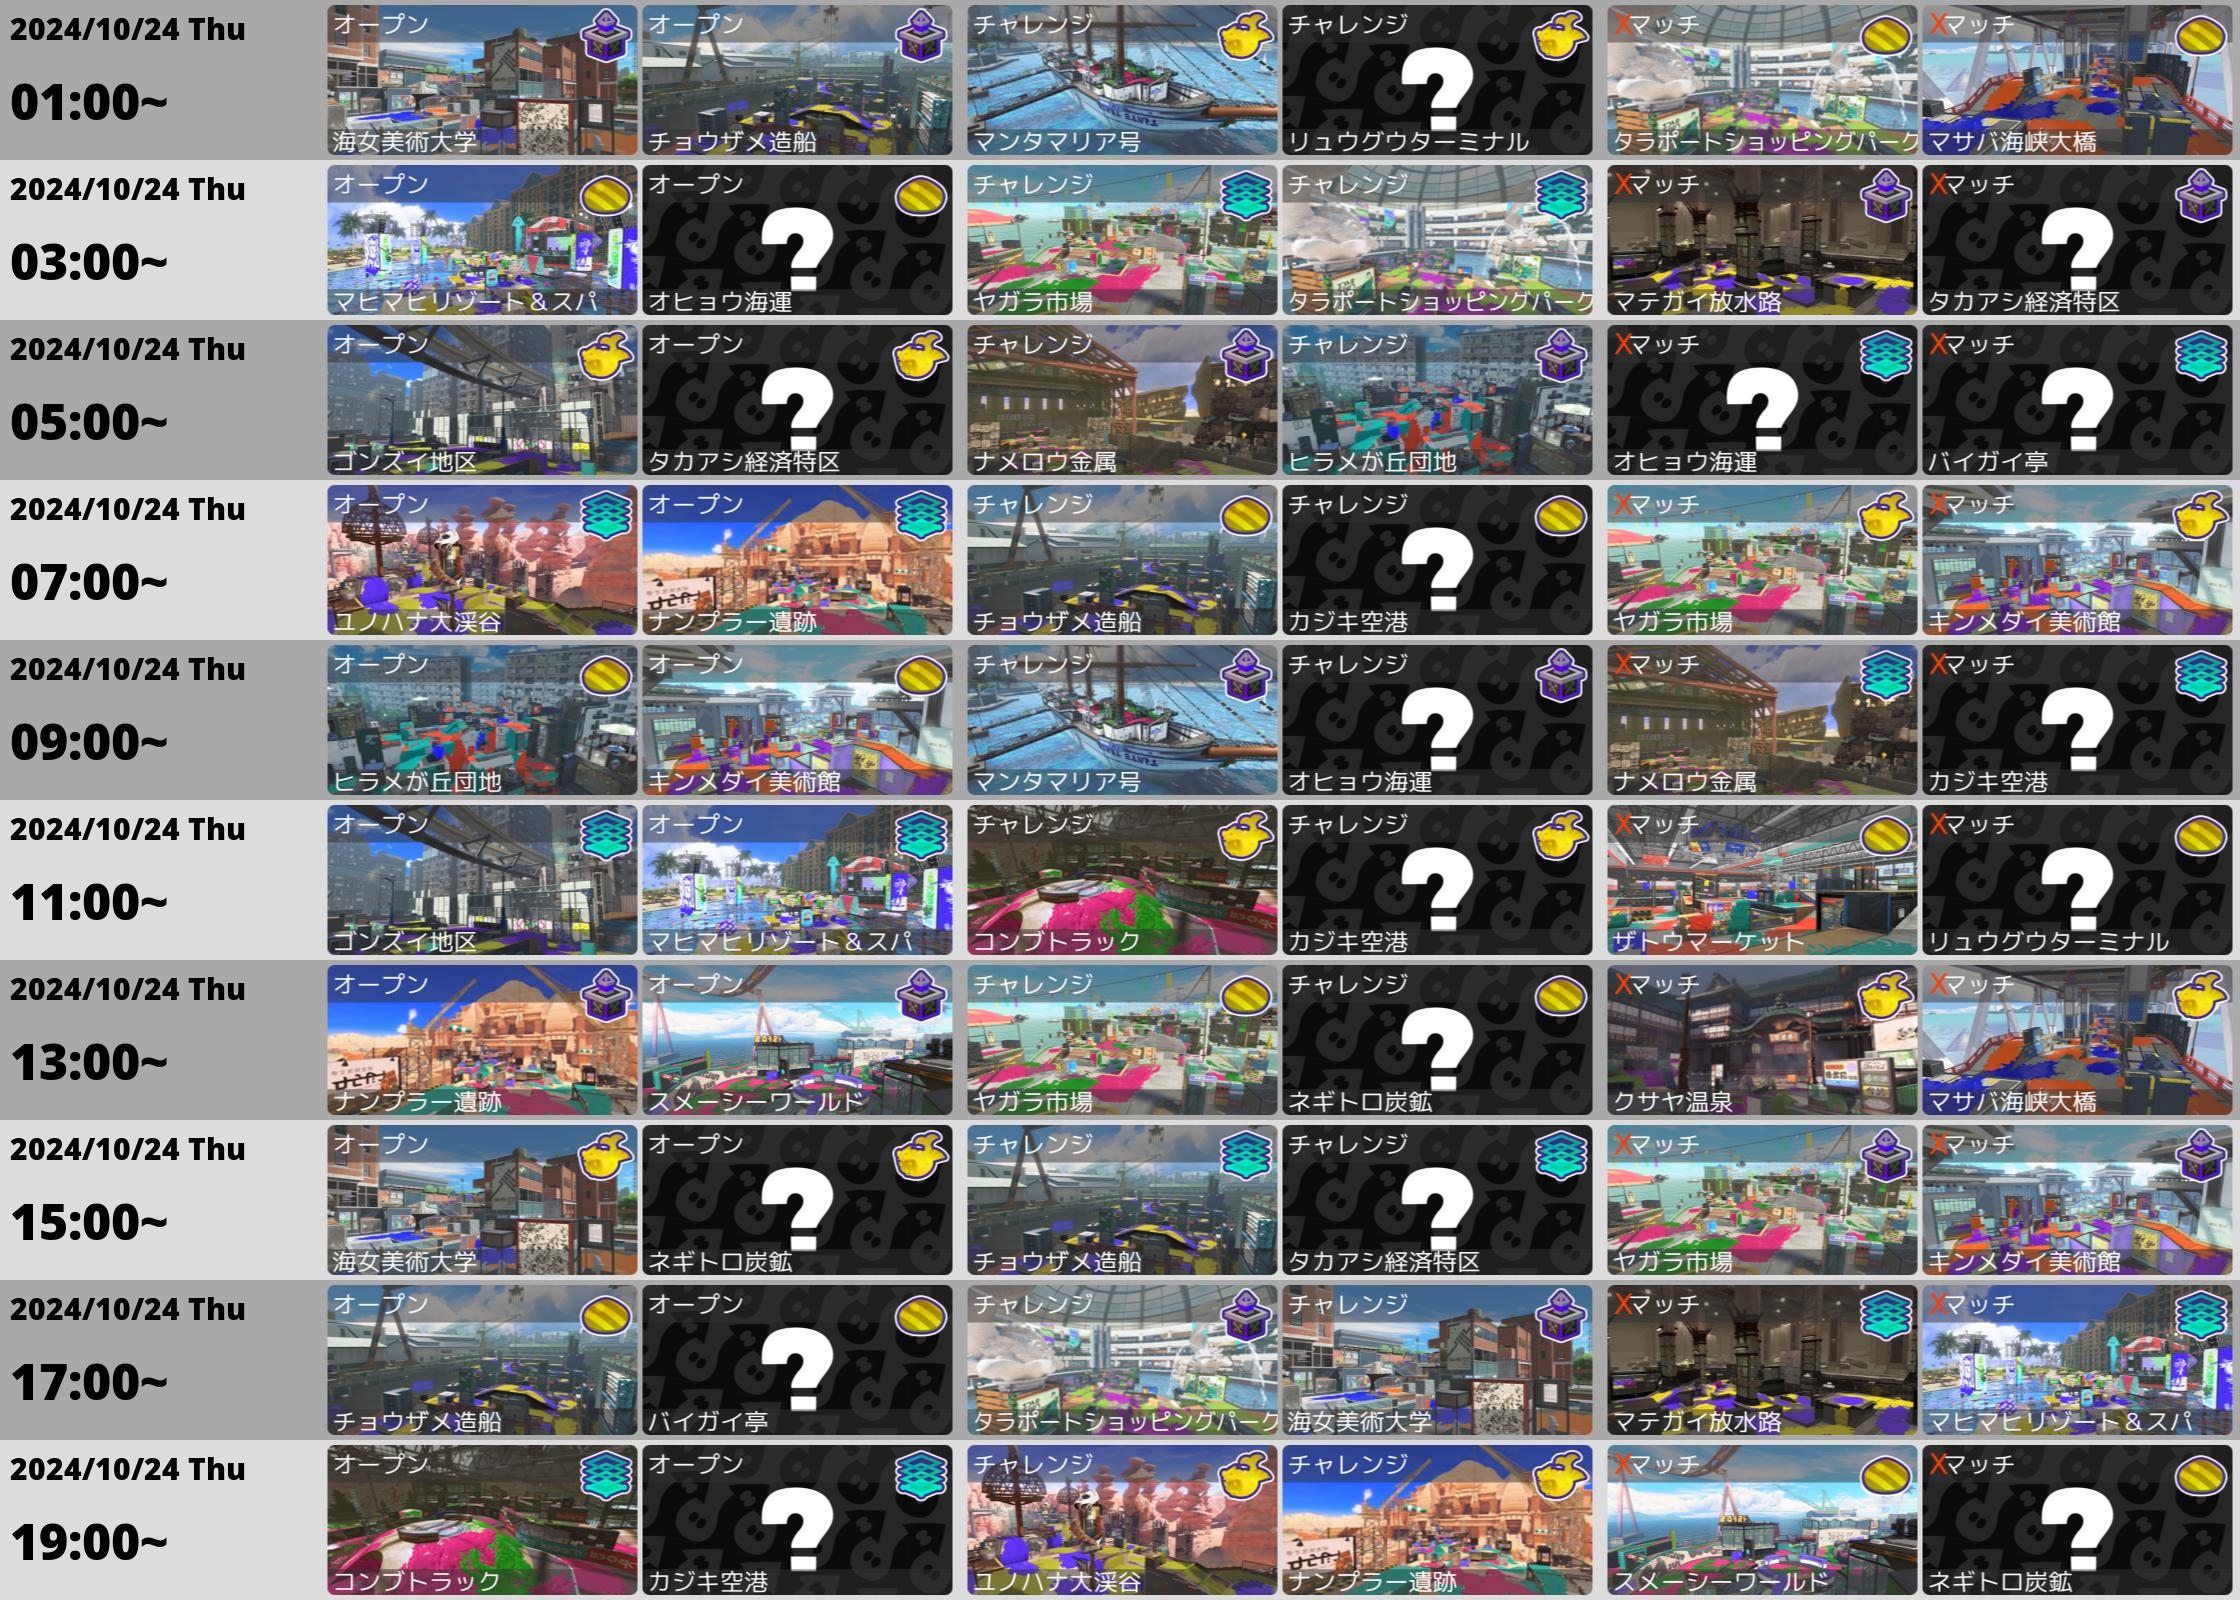 2024/10/24 Thu
01:00~
オープン
海女美術大学
オープン
チョウザメ造船
チャレンジ
マンタマリア号
チャレンジ
リュウグウターミナル
Xマッチ
タラポートショッピングパーク
Xマッチ
マサバ海峡大橋
2024/10/24 Thu
03:00~
オープン
マヒマヒリゾート&スパ
オープン
オヒョウ海運
チャレンジ
ヤガラ市場
チャレンジ
タラポートショッピングパーク
Xマッチ
マテガイ放水路
Xマッチ
タカアシ経済特区
2024/10/24 Thu
05:00~
オープン
ゴンズイ地区
オープン
タカアシ経済特区
チャレンジ
ナメロウ金属
チャレンジ
ヒラメが丘団地
Xマッチ
オヒョウ海運
Xマッチ
バイガイ亭
2024/10/24 Thu
07:00~
オープン
ユノハナ大渓谷
オープン
ナンプラー遺跡
チャレンジ
チョウザメ造船
チャレンジ
カジキ空港
Xマッチ
ヤガラ市場
Xマッチ
キンメダイ美術館
2024/10/24 Thu
09:00~
オープン
ヒラメが丘団地
オープン
キンメダイ美術館
チャレンジ
マンタマリア号
チャレンジ
オヒョウ海運
Xマッチ
ナメロウ金属
Xマッチ
カジキ空港
2024/10/24 Thu
11:00~
オープン
ゴンズイ地区
オープン
マヒマヒリゾート&スパ
チャレンジ
コンブトラック
チャレンジ
カジキ空港
Xマッチ
ザトウマーケット
Xマッチ
リュウグウターミナル
2024/10/24 Thu
13:00~
オープン
ナンプラー遺跡
オープン
スメーシーワールド
チャレンジ
ヤガラ市場
チャレンジ
ネギトロ炭鉱
Xマッチ
クサヤ温泉
Xマッチ
マサバ海峡大橋
2024/10/24 Thu
15:00~
オープン
海女美術大学
オープン
ネギトロ炭鉱
チャレンジ
チョウザメ造船
チャレンジ
タカアシ経済特区
Xマッチ
ヤガラ市場
Xマッチ
キンメダイ美術館
2024/10/24 Thu
17:00~
オープン
チョウザメ造船
オープン
バイガイ亭
チャレンジ
タラポートショッピングパーク
チャレンジ
海女美術大学
Xマッチ
マテガイ放水路
Xマッチ
マヒマヒリゾート&スパ
2024/10/24 Thu
19:00~
オープン
コンブトラック
オープン
カジキ空港
チャレンジ
ユノハナ大渓谷
チャレンジ
ナンプラー遺跡
Xマッチ
スメーシーワールド
Xマッチ
ネギトロ炭鉱